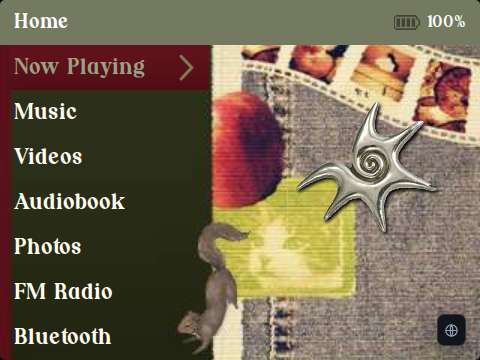 Home
100%
Now Playing
Music
Videos
Audiobook
Photos
FM Radio
Bluetooth